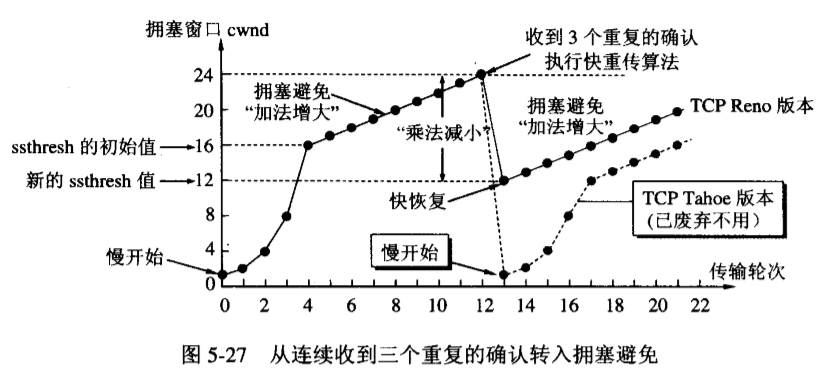 拥塞窗口 cwnd
收到 3 个重复的确认
执行快重传算法
24
20
16
12
8
4
0
ssthresh 的初始值
新的 ssthresh 值
慢开始
拥塞避免
“加法增大”
“乘法减小”
拥塞避免
“加法增大”
TCP Reno 版本
快恢复
TCP Tahoe 版本
(已废弃不用)
慢开始
传输轮次
0 2 4 6 8 10 12 14 16 18 20 22
图 5-27 从连续收到三个重复的确认转入拥塞避免